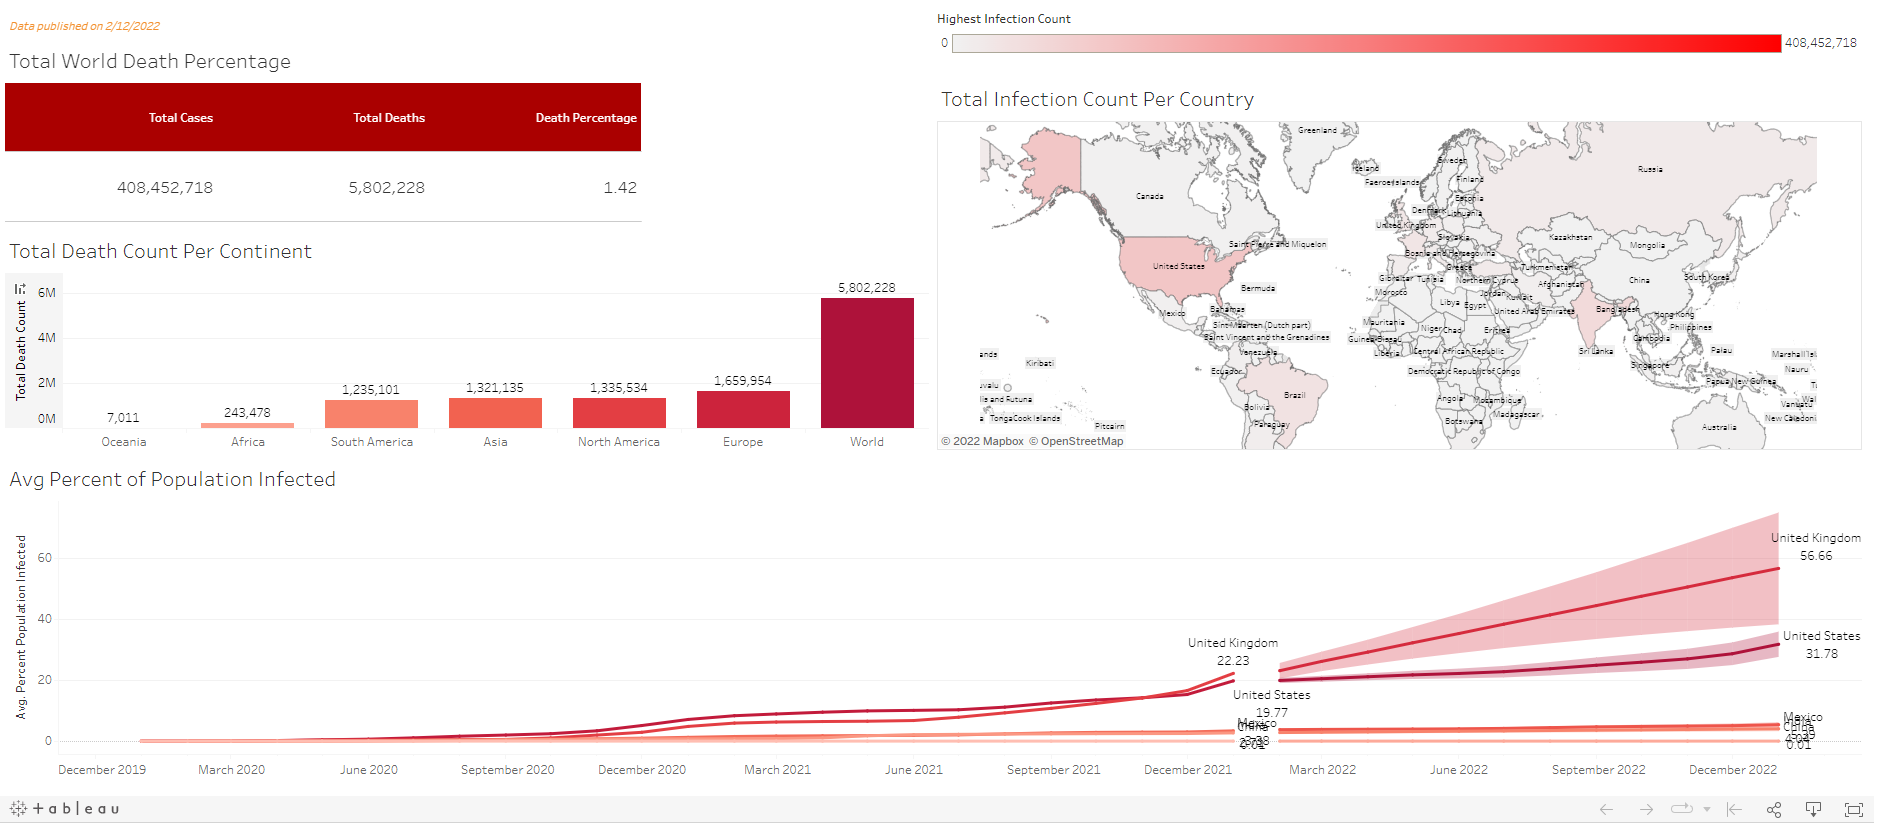 Data published on 2/12/2022
Total World Death Percentage
Total Cases
Total Deaths
Death Percentage
408,452,718
5,802,228
1.42
Total Death Count Per Continent
Total Death Count
6M
4M
2M
0M
7,011
243,478
1,235,101
1,321,135
1,335,534
1,659,954
5,802,228
Oceania
Africa
South America
Asia
North America
Europe
World
Highest Infection Count
0
408,452,718
Total Infection Count Per Country
Greenland
Iceland
Sweden
Russia
Faeroe Islands
Finland
Canada
Estonia
Denmark
Lithuania
United Kingdom
Saint Pierre and Miquelon
Slovakia
Kazakhstan
Mongolia
Bosnia and Herzegovina
United States
Greece
Turkmenistan
Gibraltar
Tunisia
Northern Cyprus
China
South Korea
Bermuda
Morocco
Jordan
Kuwait
Afghanistan
Libya
Egypt
Mexico
Bahamas
United Arab Emirates
Bangladesh
Hong Kong
Sint Maarten (Dutch part)
Mauritania
Niger
Chad
Eritrea
Philippines
Saint Vincent and the Grenadines
Guinea-Bissau
Cambodia
Venezuela
Liberia
Central African Republic
Sri Lanka
Palau
Marshall Isl
ands
Kiribati
Ecuador
Democratic Republic of Congo
Singapore
Nauru
uvalu
Papua New Guinea
Tu
lis and Futuna
Brazil
Angola
Mozambique
Wal
Bolivia
Vanuatu
a
Tonga
Cook Islands
Madagascar
New Caledoni
Pitcairn
Paraguay
Botswana
Australia
© 2022 Mapbox © OpenStreetMap
Avg Percent of Population Infected
Avg. Percent Population Infected
60
40
20
0
United Kingdom
22.23
United States
19.77
Mexico
China
0.01
United Kingdom
56.66
United States
31.78
Mexico
China
0.01
December 2019
March 2020
June 2020
September 2020
December 2020
March 2021
June 2021
September 2021
December 2021
March 2022
June 2022
September 2022
December 2022
+ableau